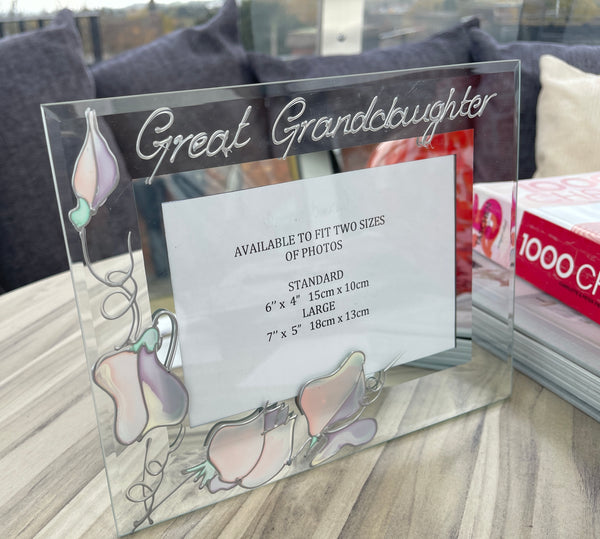 Great Granddaughter
AVAILABLE TO FIT TWO SIZES
OF PHOTOS
STANDARD
6’’ x 4” 15cm x 10cm
LARGE
7’’ x 5” 18cm x 13cm
1000